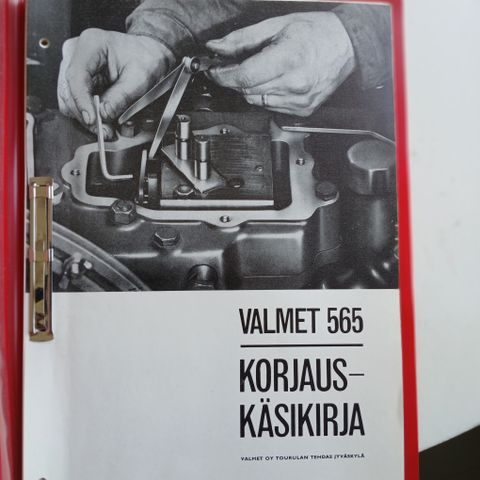 VALMET 565
KORJAUS-
KÄSIKIRJA
VALMET OY TOURULAN TEHDAS JYVÄSKYLÄ